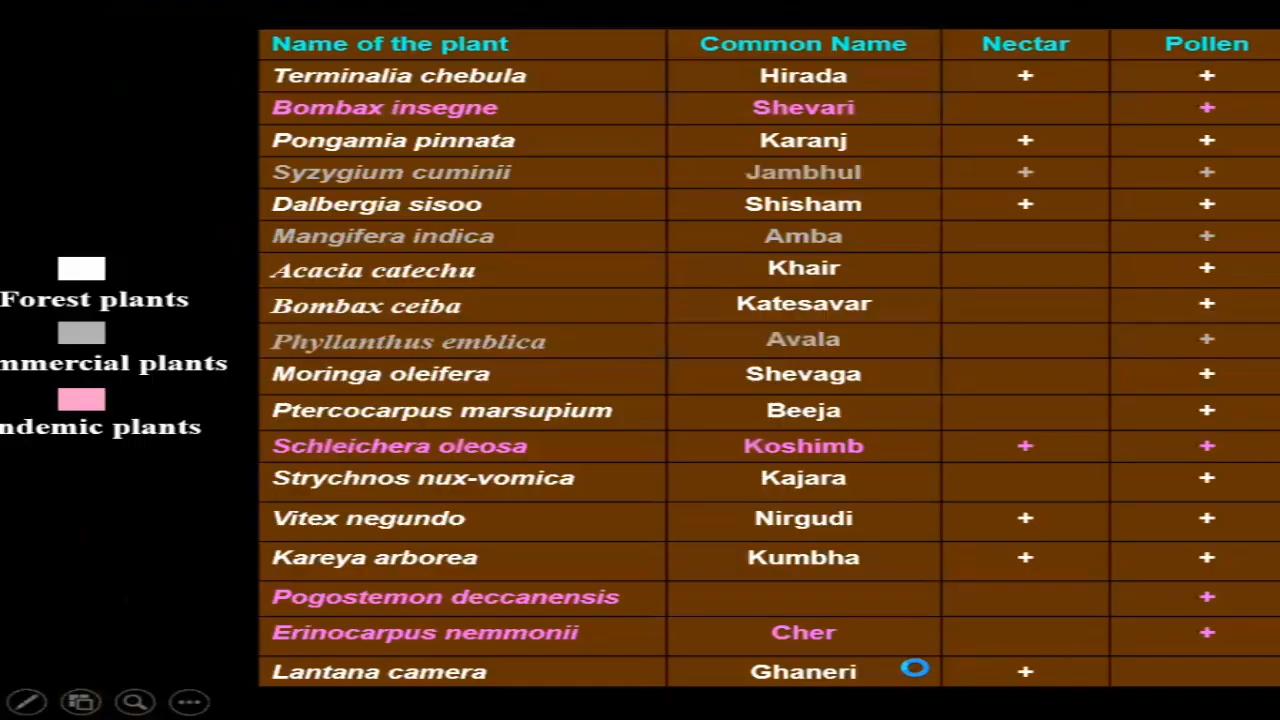 Name of the plant Common Name Nectar Pollen
Terminalia chebula Hirada + +
Bombax insegne Shevari +
Pongamia pinnata Karanj + +
Syzygium cuminii Jambhul + +
Dalbergia sisoo Shisham + +
Mangifera indica Amba +
Acacia catechu Khair +
Bombax ceiba Katesavar +
Phyllanthus emblica Avala +
Moringa oleifera Shevaga +
Ptercocarpus marsupium Beeja +
Schleichera oleosa Koshimb + +
Strychnos nux-vomica Kajara +
Vitex negundo Nirgudi + +
Kareya arborea Kumbha + +
Pogostemon deccanensis +
Erinocarpus nemmonii Cher +
Lantana camera Ghaneri +
Forest plants
mmercial plants
ndemic plants